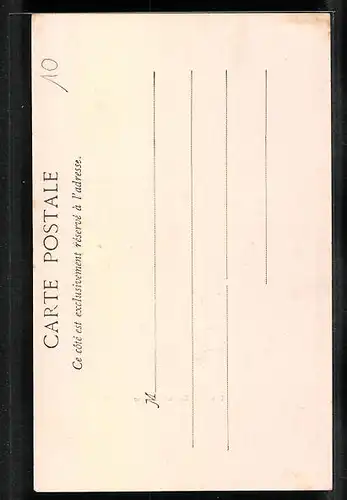 10
CARTE POSTALE
Ce côté est exclusivement réservé à l'adresse.
M